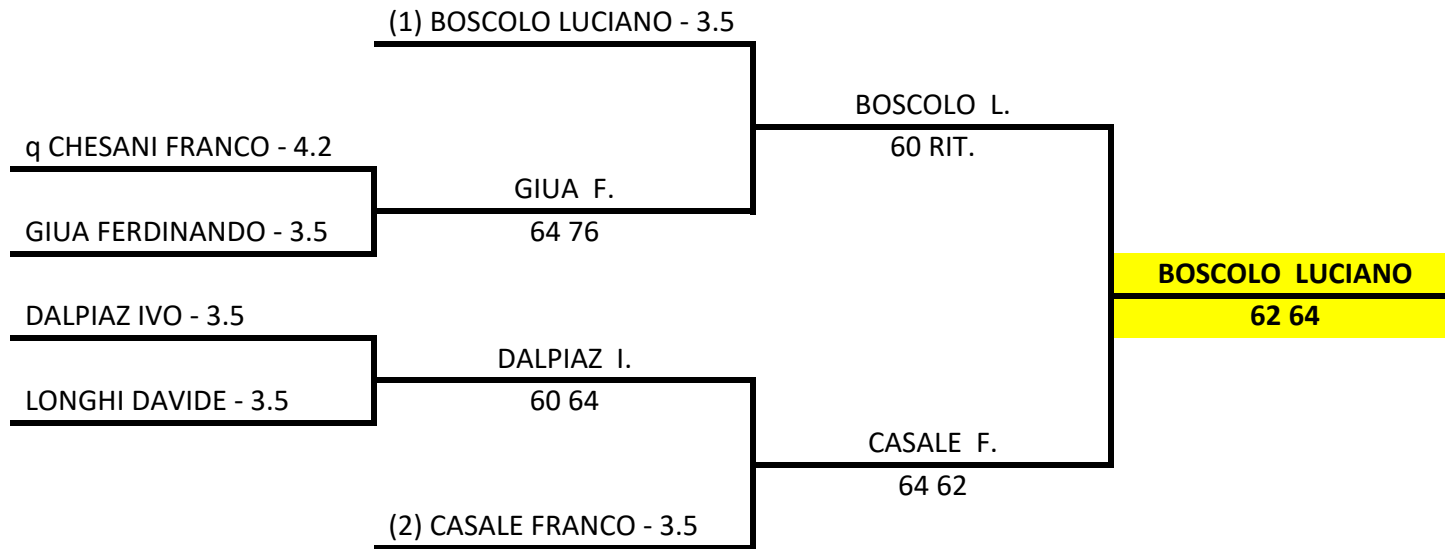 (1) BOSCOLO LUCIANO - 3.5
BOSCOLO L.
q CHESANI FRANCO - 4.2
60 RIT.
GIUA F.
GIUA FERDINANDO - 3.5
64 76
BOSCOLO LUCIANO
DALPIAZ IVO - 3.5
62 64
DALPIAZ I.
LONGHI DAVIDE - 3.5
60 64
CASALE F.
64 62
(2) CASALE FRANCO - 3.5